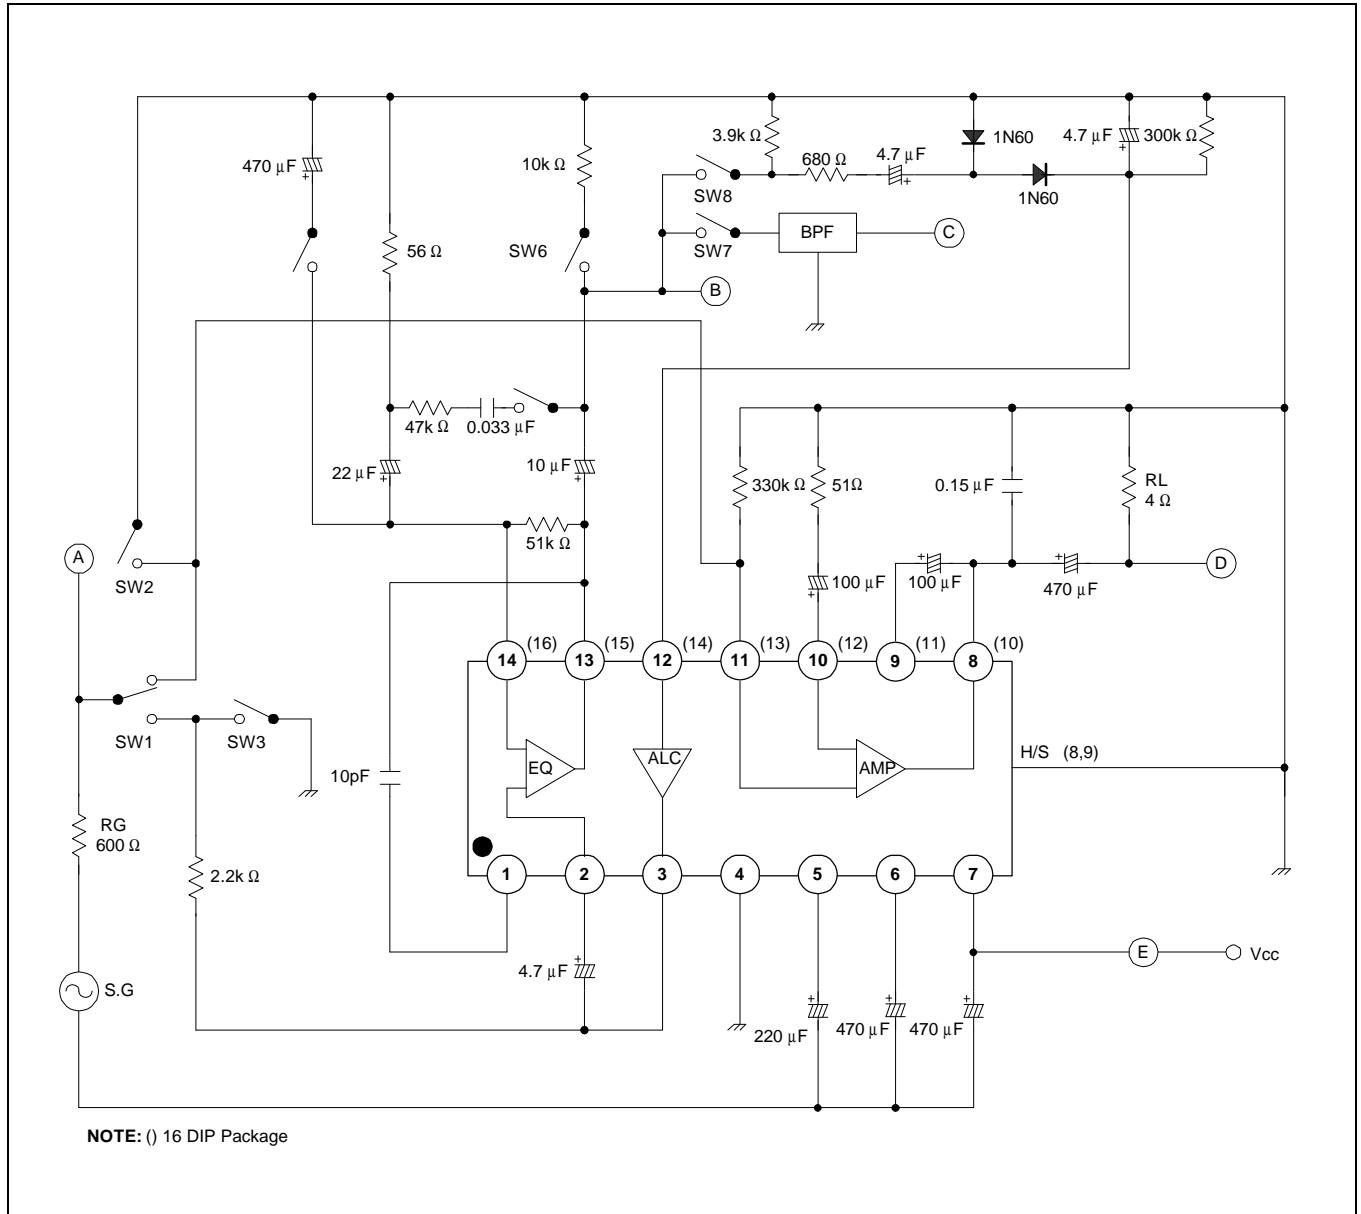 3.9k Ω
1N60
4.7 μF
300k Ω
470 μF
10k Ω
680 Ω
4.7 μF
SW8
1N60
56 Ω
SW6
SW7
BPF
C
B
47k Ω
0.033 μF
22 μF
10 μF
330k Ω
51Ω
0.15 μF
RL
4 Ω
51k Ω
A
SW2
100 μF
100 μF
470 μF
D
14 (16)
13 (15)
12 (14)
11 (13)
10 (12)
9 (11)
8 (10)
SW1
SW3
EQ
ALC
AMP
H/S (8,9)
10pF
RG
600 Ω
2.2k Ω
1
2
3
4
5
6
7
4.7 μF
E
Vcc
S.G
220 μF
470 μF
470 μF
+
+
+
+
+
+
+
+
+
+
+
+
+
NOTE: () 16 DIP Package